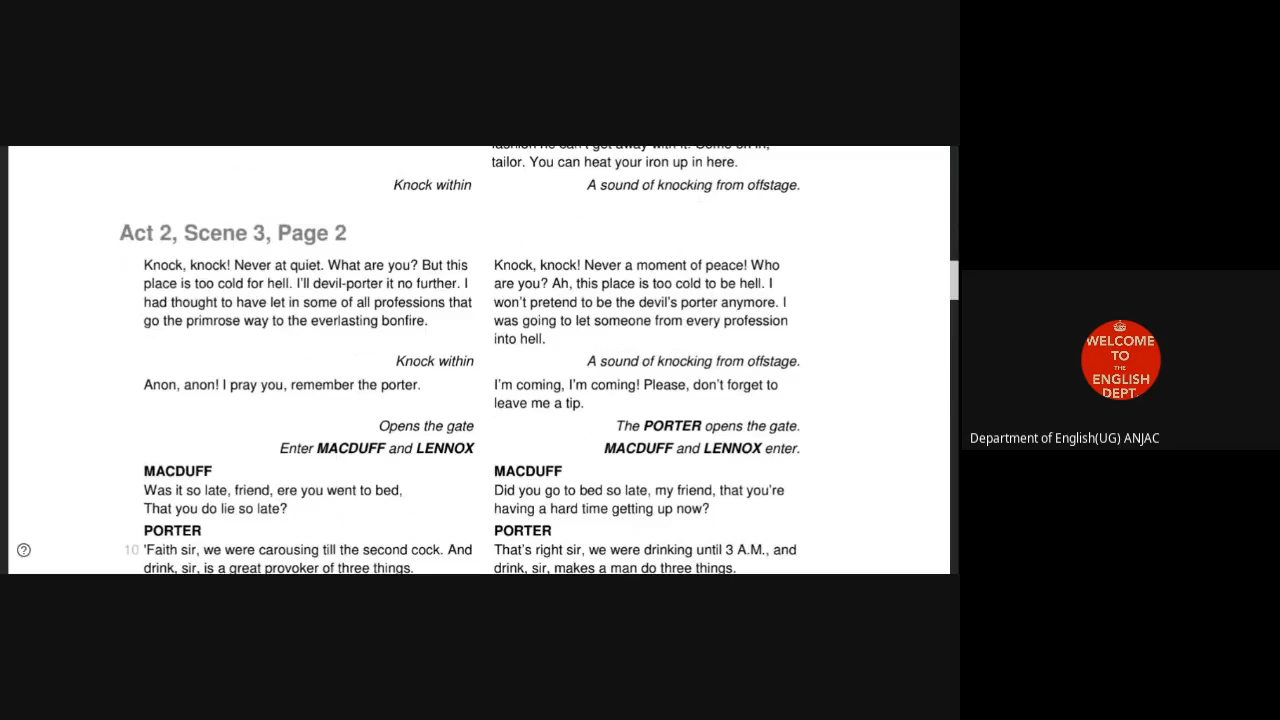 fashion he can't get away with it. Come on in,
tailor. You can heat your iron up in here.
Knock within
A sound of knocking from offstage.
Act 2, Scene 3, Page 2
Knock, knock! Never at quiet. What are you? But this
place is too cold for hell. I'll devil-porter it no further. I
had thought to have let in some of all professions that
go the primrose way to the everlasting bonfire.
Knock, knock! Never a moment of peace! Who
are you? Ah, this place is too cold to be hell. I
won't pretend to be the devil's porter anymore. I
was going to let someone from every profession
into hell.
Knock within
A sound of knocking from offstage.
Anon, anon! I pray you, remember the porter.
I'm coming, I'm coming! Please, don't forget to
leave me a tip.
Opens the gate
The PORTER opens the gate.
Enter MACDUFF and LENNOX
MACDUFF and LENNOX enter.
MACDUFF
Was it so late, friend, ere you went to bed,
That you do lie so late?
MACDUFF
Did you go to bed so late, my friend, that you're
having a hard time getting up now?
PORTER
10 'Faith sir, we were carousing till the second cock. And
drink, sir, is a great provoker of three things.
PORTER
That's right sir, we were drinking until 3 A.M., and
drink, sir, makes a man do three things.
WELCOME
TO
THE
ENGLISH
DEPT.
Department of English(UG) ANJAC